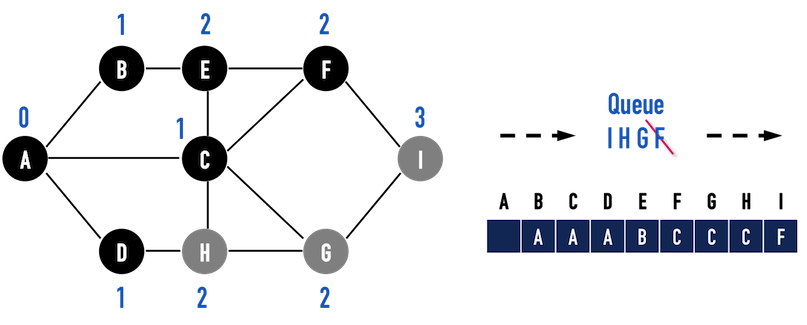 1 2 2
B E F
0 1 3
A C I
D H G
1 2 2
Queue
I H G F
A B C D E F G H I
A A A B C C C F